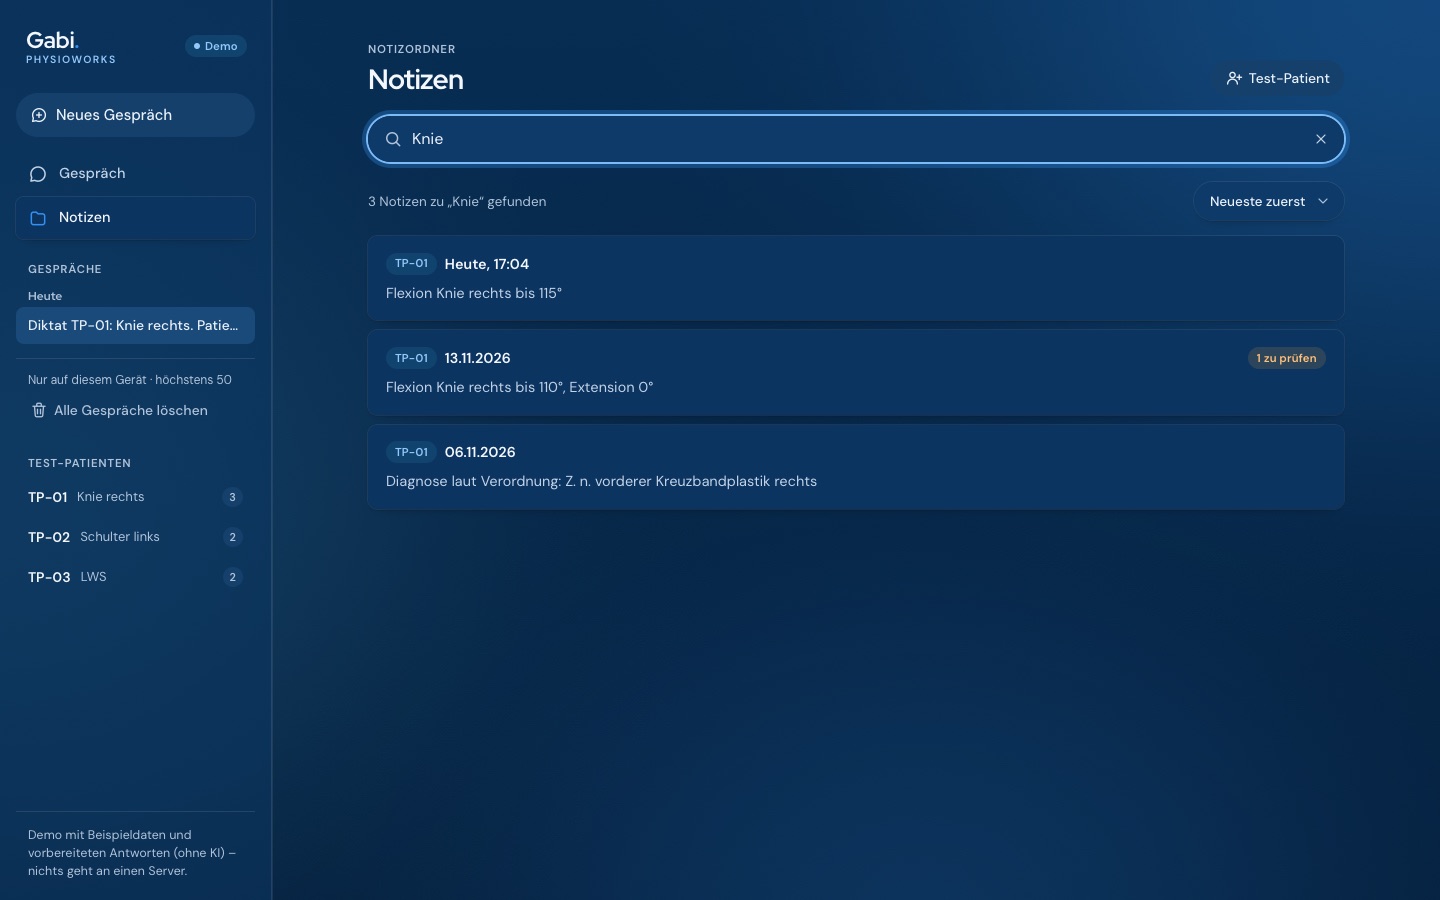 Gabi.
PHYSIOWORKS
Demo
Neues Gespräch
Gespräch
Notizen
GESPRÄCHE
Heute
Diktat TP-01: Knie rechts. Patie...
Nur auf diesem Gerät · höchstens 50
Alle Gespräche löschen
TEST-PATIENTEN
TP-01 Knie rechts 3
TP-02 Schulter links 2
TP-03 LWS 2
Demo mit Beispieldaten und
vorbereiteten Antworten (ohne KI) –
nichts geht an einen Server.
NOTIZORDNER
Notizen
Test-Patient
Knie
3 Notizen zu „Knie“ gefunden
Neueste zuerst
TP-01 Heute, 17:04
Flexion Knie rechts bis 115°
TP-01 13.11.2026 1 zu prüfen
Flexion Knie rechts bis 110°, Extension 0°
TP-01 06.11.2026
Diagnose laut Verordnung: Z. n. vorderer Kreuzbandplastik rechts